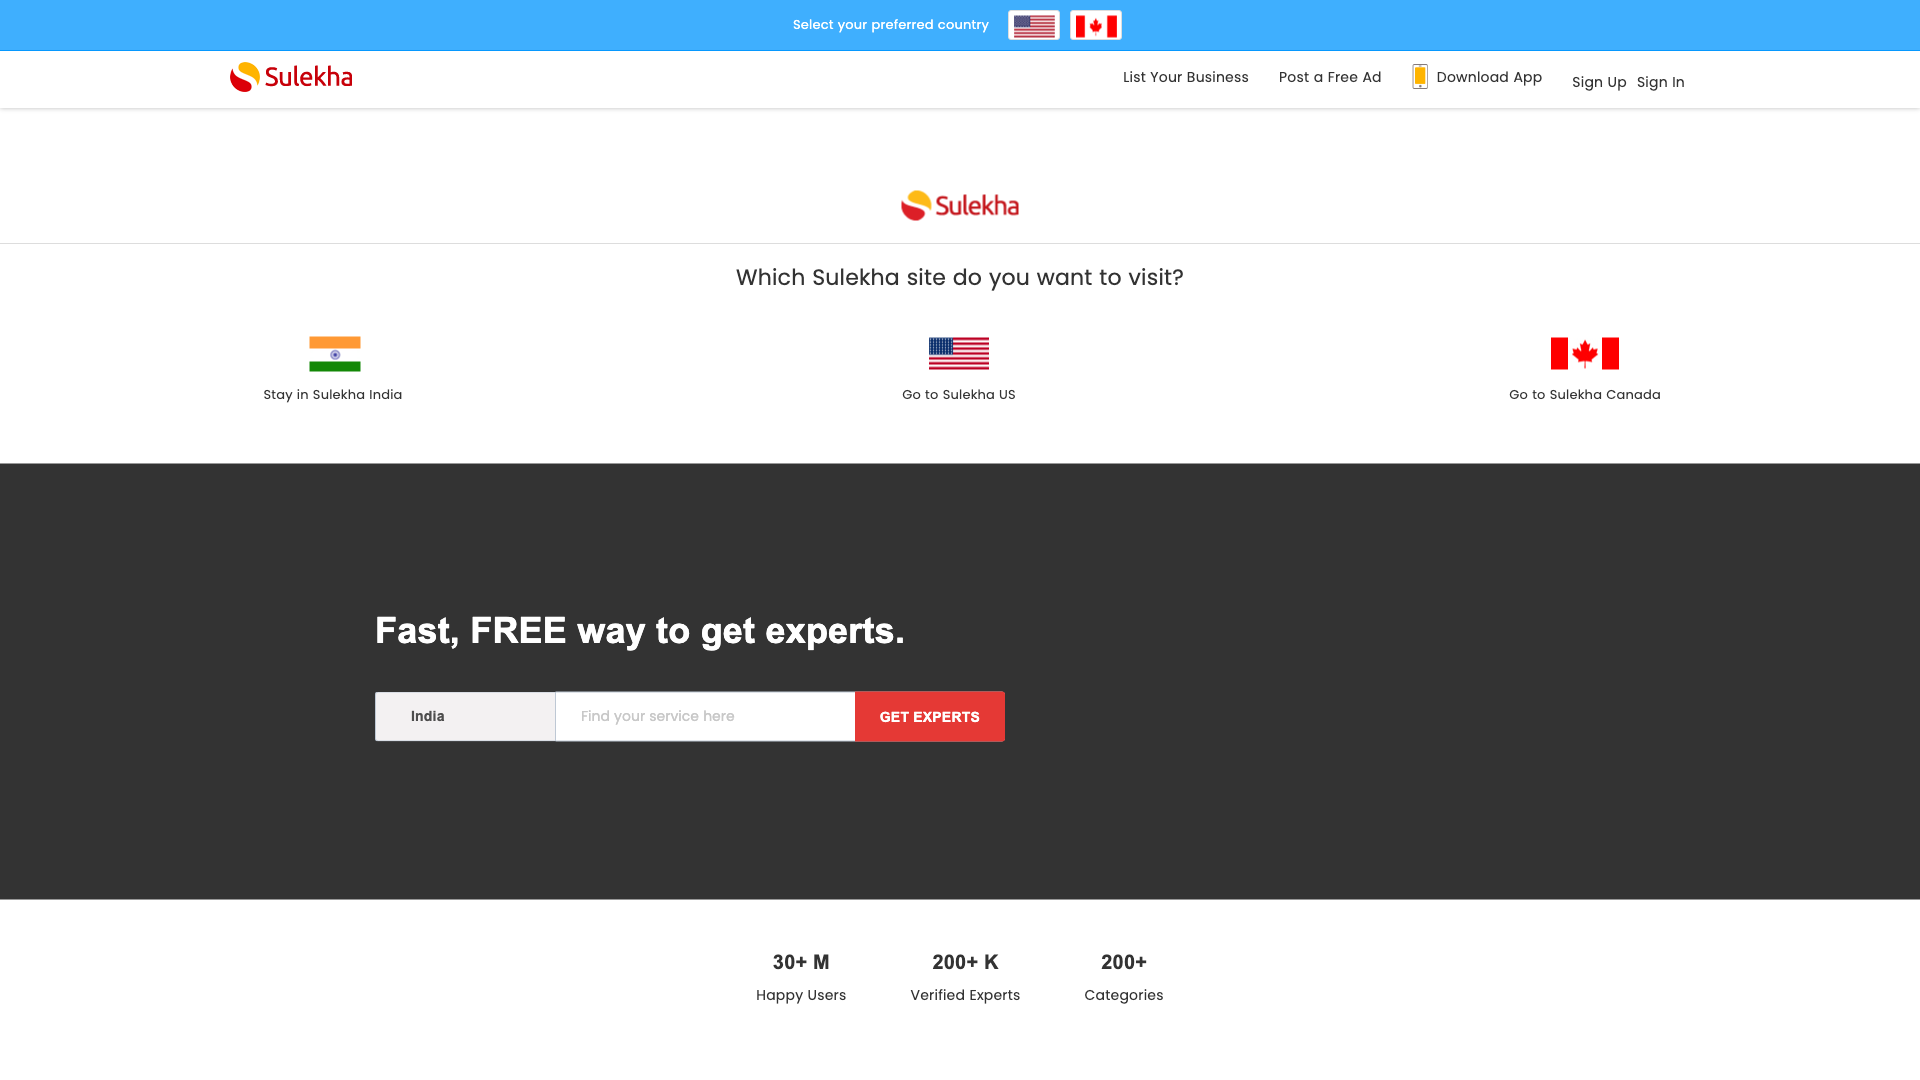 Select your preferred country
Sulekha
List Your Business
Post a Free Ad
Download App
Sign Up
Sign In
Sulekha
Which Sulekha site do you want to visit?
Stay in Sulekha India
Go to Sulekha US
Go to Sulekha Canada
Fast, FREE way to get experts.
India
Find your service here
GET EXPERTS
30+ M
Happy Users
200+ K
Verified Experts
200+
Categories